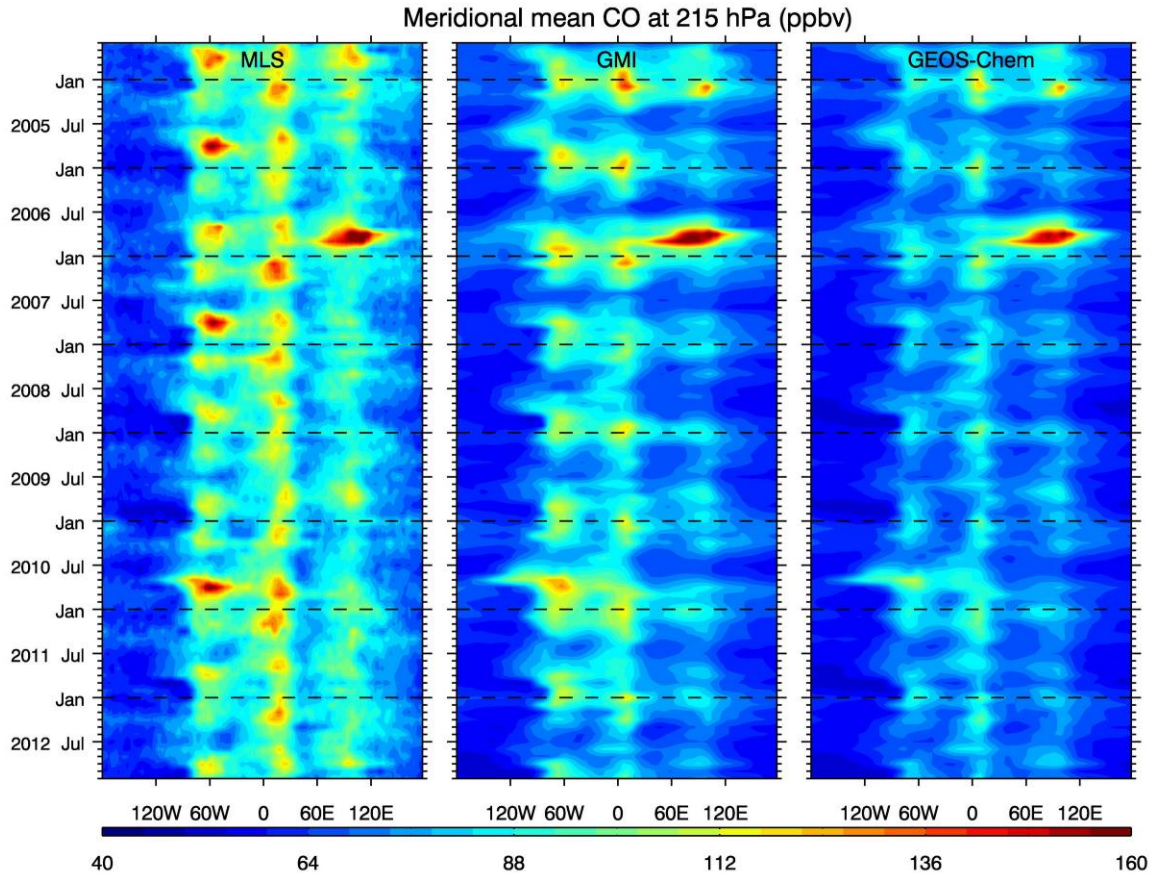 Meridional mean CO at 215 hPa (ppbv)
MLS GMI GEOS-Chem
Jan
2005 Jul
Jan
2006 Jul
Jan
2007 Jul
Jan
2008 Jul
Jan
2009 Jul
Jan
2010 Jul
Jan
2011 Jul
Jan
2012 Jul
120W 60W 0 60E 120E 120W 60W 0 60E 120E 120W 60W 0 60E 120E
40 64 88 112 136 160